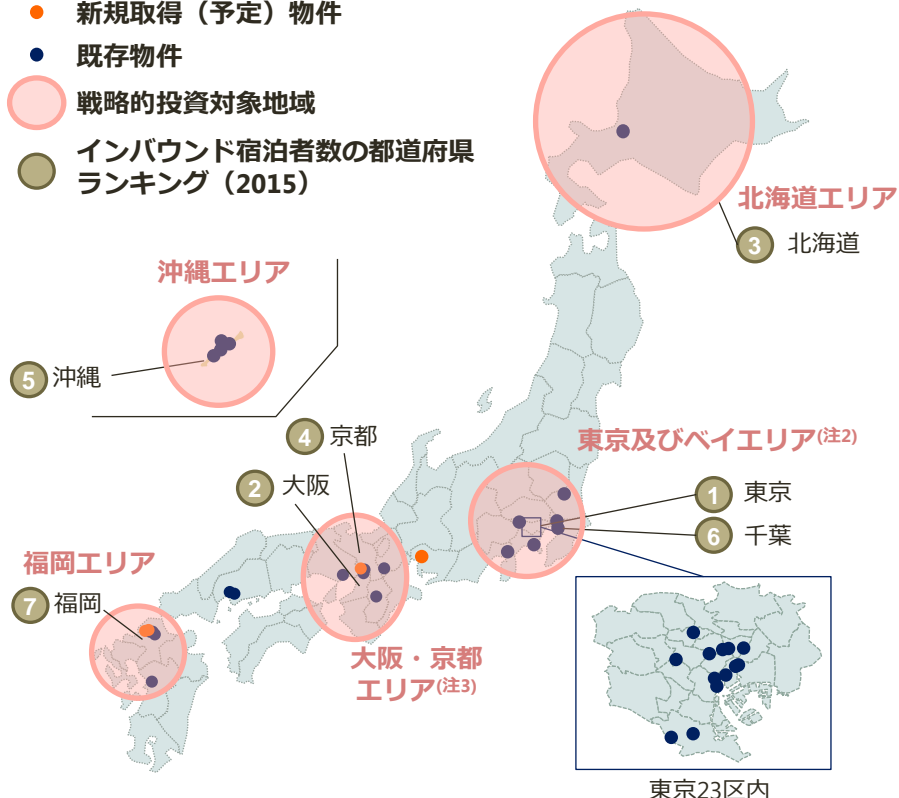 新規取得（予定）物件
既存物件
戦略的投資対象地域
インバウンド宿泊者数の都道府県
ランキング（2015）
北海道エリア
3 北海道
沖縄エリア
5 沖縄
4 京都
2 大阪
東京及びベイエリア(注2)
1 東京
6 千葉
福岡エリア
7 福岡
大阪・京都
エリア(注3)
東京23区内